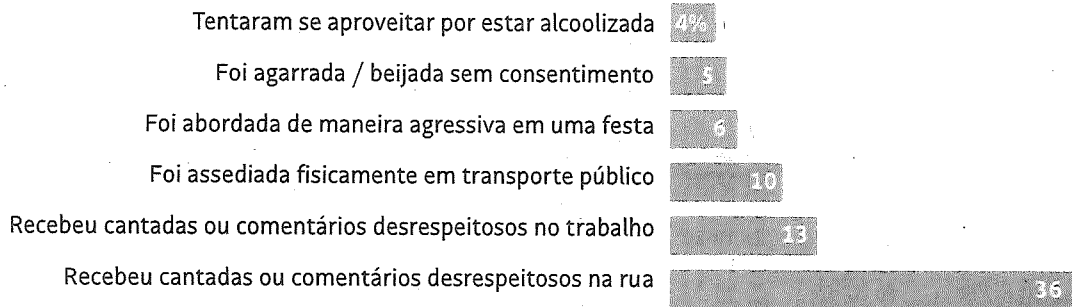 Tentaram se aproveitar por estar alcoolizada 4%
Foi agarrada / beijada sem consentimento 5
Foi abordada de maneira agressiva em uma festa 6
Foi assediada fisicamente em transporte público 10
Recebeu cantadas ou comentários desrespeitosos no trabalho 13
Recebeu cantadas ou comentários desrespeitosos na rua 36